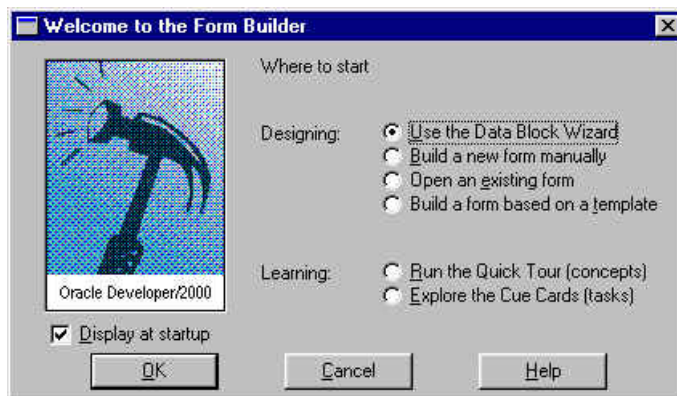 Welcome to the Form Builder
Where to start
Designing:
Use the Data Block Wizard
Build a new form manually
Open an existing form
Build a form based on a template
Learning:
Run the Quick Tour (concepts)
Explore the Cue Cards (tasks)
Oracle Developer/2000
Display at startup
OK Cancel Help